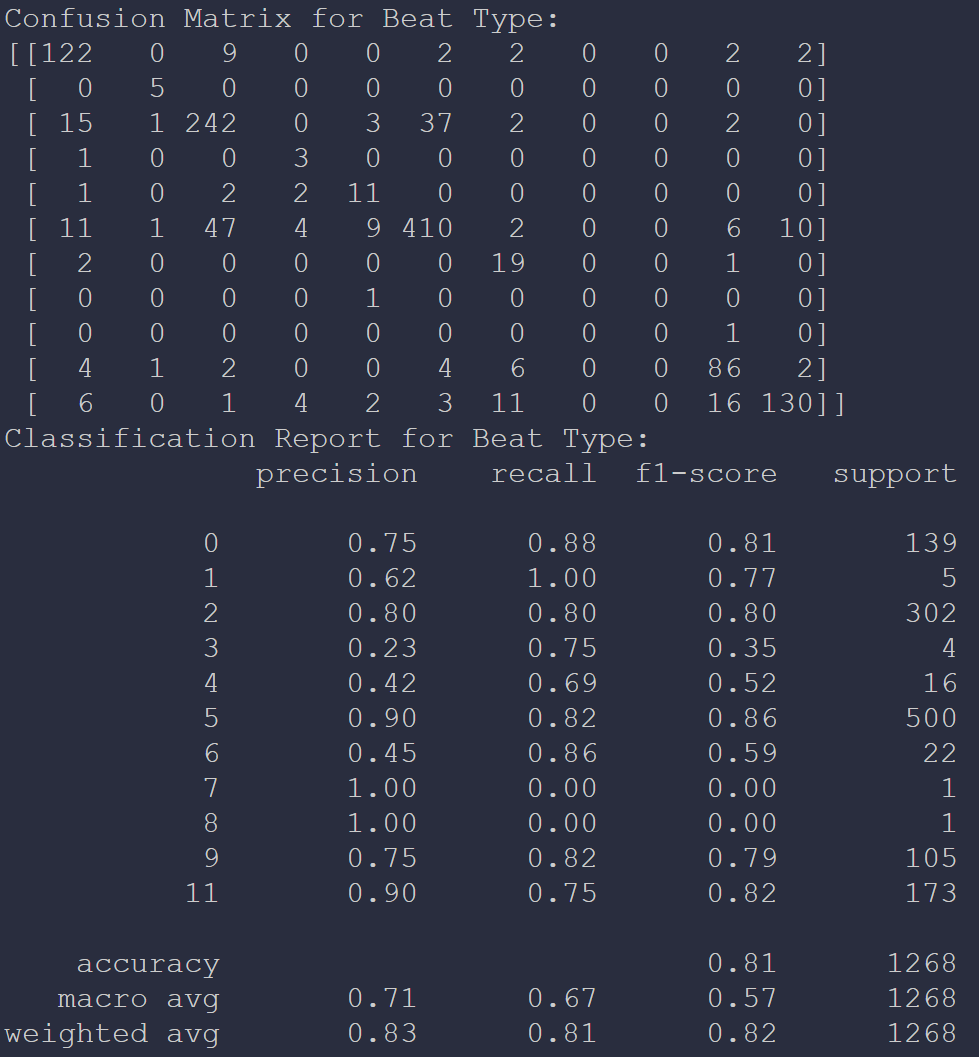 Confusion Matrix for Beat Type:
[[122   0   9   0   0   2   2   0   0   2   2]
 [  0   5   0   0   0   0   0   0   0   0   0]
 [ 15   1 242   0   3  37   2   0   0   2   0]
 [  1   0   0   3   0   0   0   0   0   0   0]
 [  1   0   2   2  11   0   0   0   0   0   0]
 [ 11   1  47   4   9 410   2   0   0   6  10]
 [  2   0   0   0   0   0  19   0   0   1   0]
 [  0   0   0   0   1   0   0   0   0   0   0]
 [  0   0   0   0   0   0   0   0   0   1   0]
 [  4   1   2   0   0   4   6   0   0  86   2]
 [  6   0   1   4   2   3  11   0   0  16 130]]
Classification Report for Beat Type:
              precision    recall  f1-score   support

           0       0.75      0.88      0.81       139
           1       0.62      1.00      0.77         5
           2       0.80      0.80      0.80       302
           3       0.23      0.75      0.35         4
           4       0.42      0.69      0.52        16
           5       0.90      0.82      0.86       500
           6       0.45      0.86      0.59        22
           7       1.00      0.00      0.00         1
           8       1.00      0.00      0.00         1
           9       0.75      0.82      0.79       105
          11       0.90      0.75      0.82       173

    accuracy                           0.81      1268
   macro avg       0.71      0.67      0.57      1268
weighted avg       0.83      0.81      0.82      1268